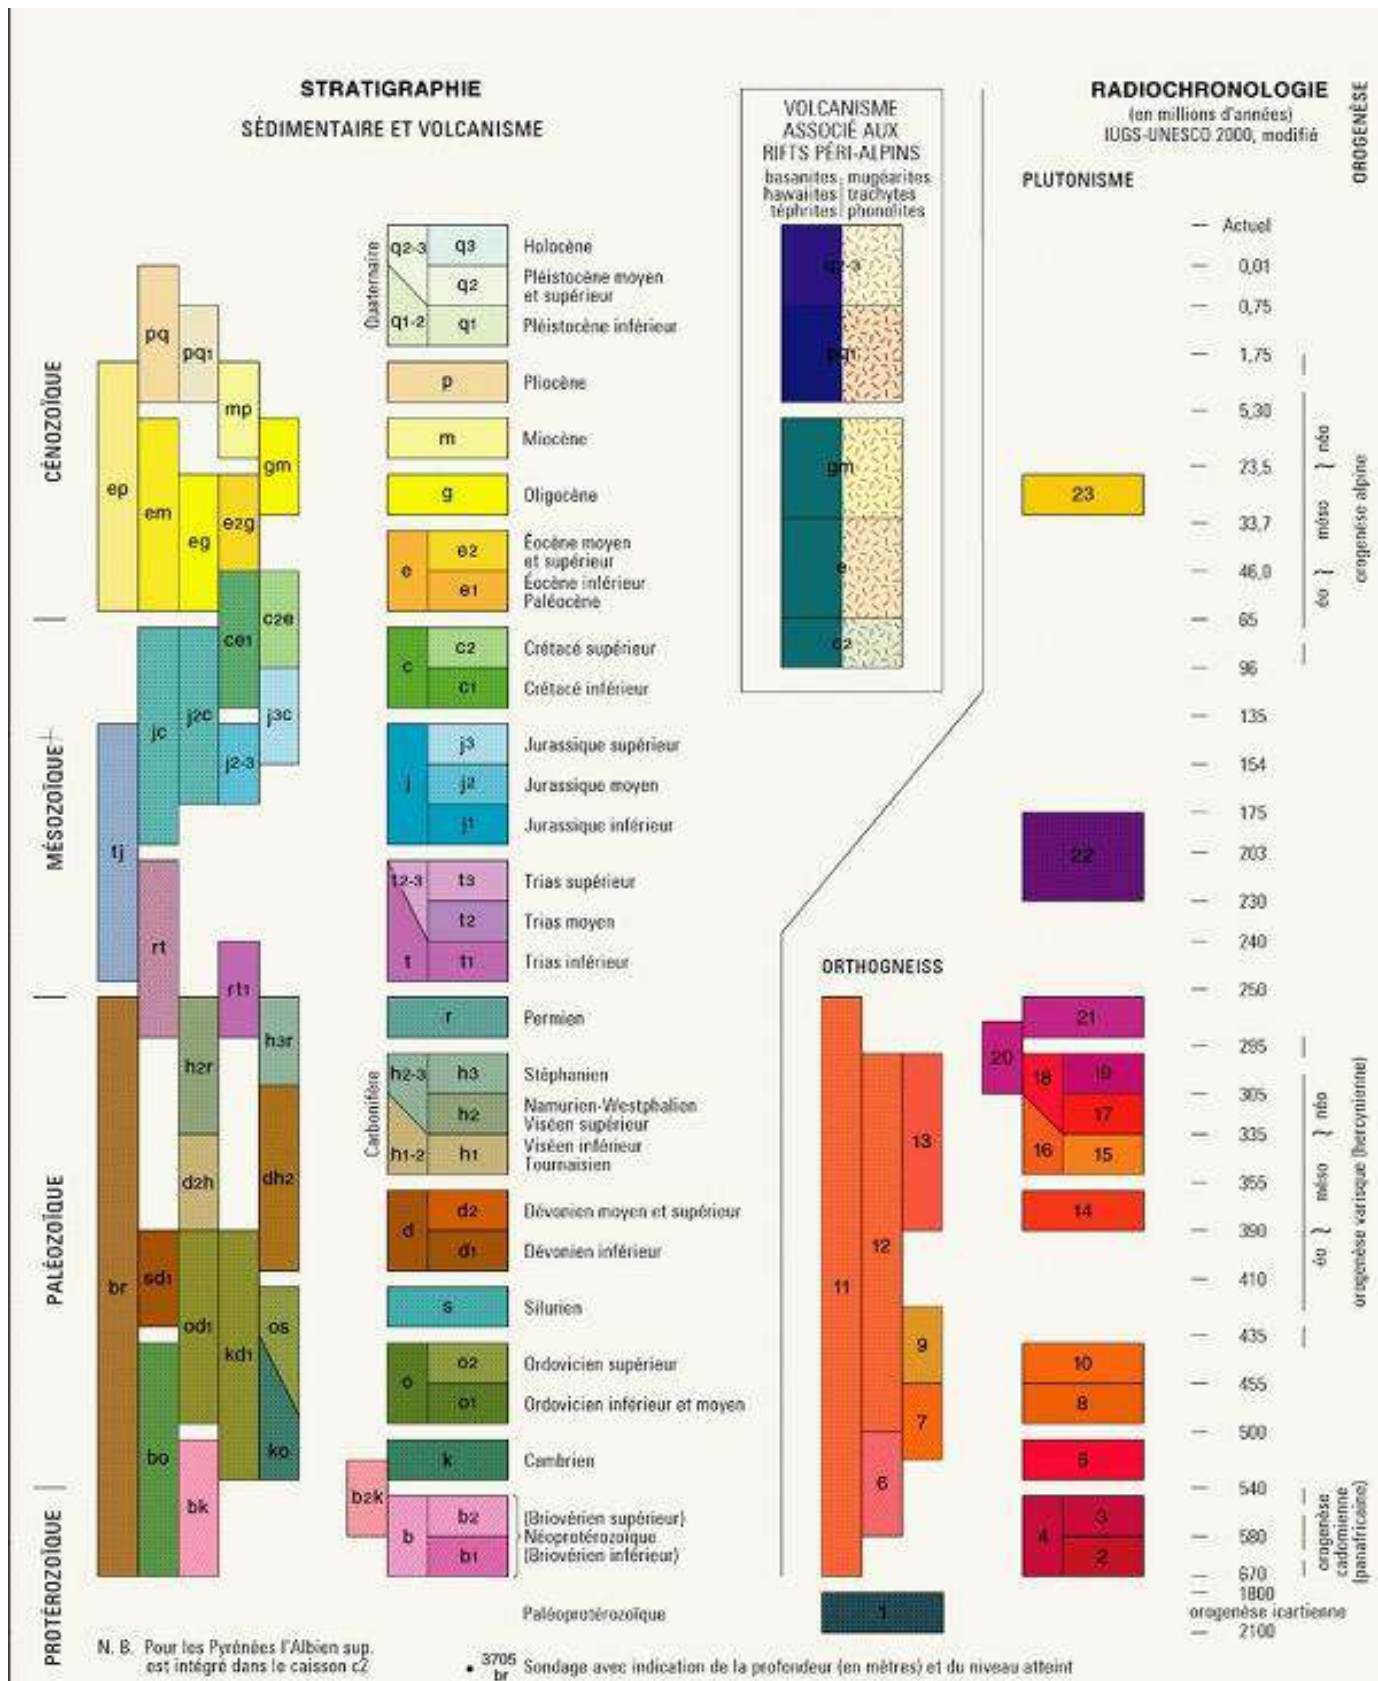 STRATIGRAPHIE
SÉDIMENTAIRE ET VOLCANISME
VOLCANISME
ASSOCIÉ AUX
RIFTS PÉRI-ALPINS
basanites mugéarites
hawaiites trachytes
téphrites phonolites
RADIOCHRONOLOGIE
(en millions d'années)
IUGS-UNESCO 2000, modifié
PLUTONISME
OROGENÈSE
CÉNOZOÏQUE
MÉSOZOÏQUE
PALÉOZOÏQUE
PROTÉROZOÏQUE
pq
pq1
mp
gm
ep
em
eg
e2g
c2e
ce1
jc
j2c
j3c
j2-3
tj
rt
rt1
h2r
h3r
d2h
dh2
br
sd1
od1
os
kd1
bo
ko
bk
b2k
Quaternaire
q2-3 q3 Holocène
q2 Pléistocène moyen
et supérieur
q1-2 q1 Pléistocène inférieur
p Pliocène
m Miocène
g Oligocène
e e2 Éocène moyen
et supérieur
e1 Éocène inférieur
Paléocène
c c2 Crétacé supérieur
c1 Crétacé inférieur
j j3 Jurassique supérieur
j2 Jurassique moyen
j1 Jurassique inférieur
t2-3 t3 Trias supérieur
t2 Trias moyen
t t1 Trias inférieur
r Permien
Carbonifère
h2-3 h3 Stéphanien
h2 Namurien-Westphalien
Viséen supérieur
h1-2 h1 Viséen inférieur
Tournaisien
d d2 Dévonien moyen et supérieur
d1 Dévonien inférieur
s Silurien
o o2 Ordovicien supérieur
o1 Ordovicien inférieur et moyen
k Cambrien
b b2 (Briovérien supérieur)
Néoprotérozoïque
b1 (Briovérien inférieur)
Paléoprotérozoïque
q2-3
pq1
gm
e
c2
ORTHOGNEISS
11
12
13
9
7
6
1
23
22
21
20
18
19
17
16
15
14
10
8
5
4
3
2
Actuel
0,01
0,75
1,75
5,30
23,5
33,7
46,0
65
96
135
154
175
203
230
240
250
295
305
335
355
390
410
435
455
500
540
580
670
1800
orogenèse icartienne
2100
éo méso néo
orogenèse alpine
éo méso néo
orogenèse varisque (hercynienne)
orogenèse
cadomienne
(panafricaine)
N. B. Pour les Pyrénées l'Albien sup.
est intégré dans le caisson c2
3705
br
Sondage avec indication de la profondeur (en mètres) et du niveau atteint